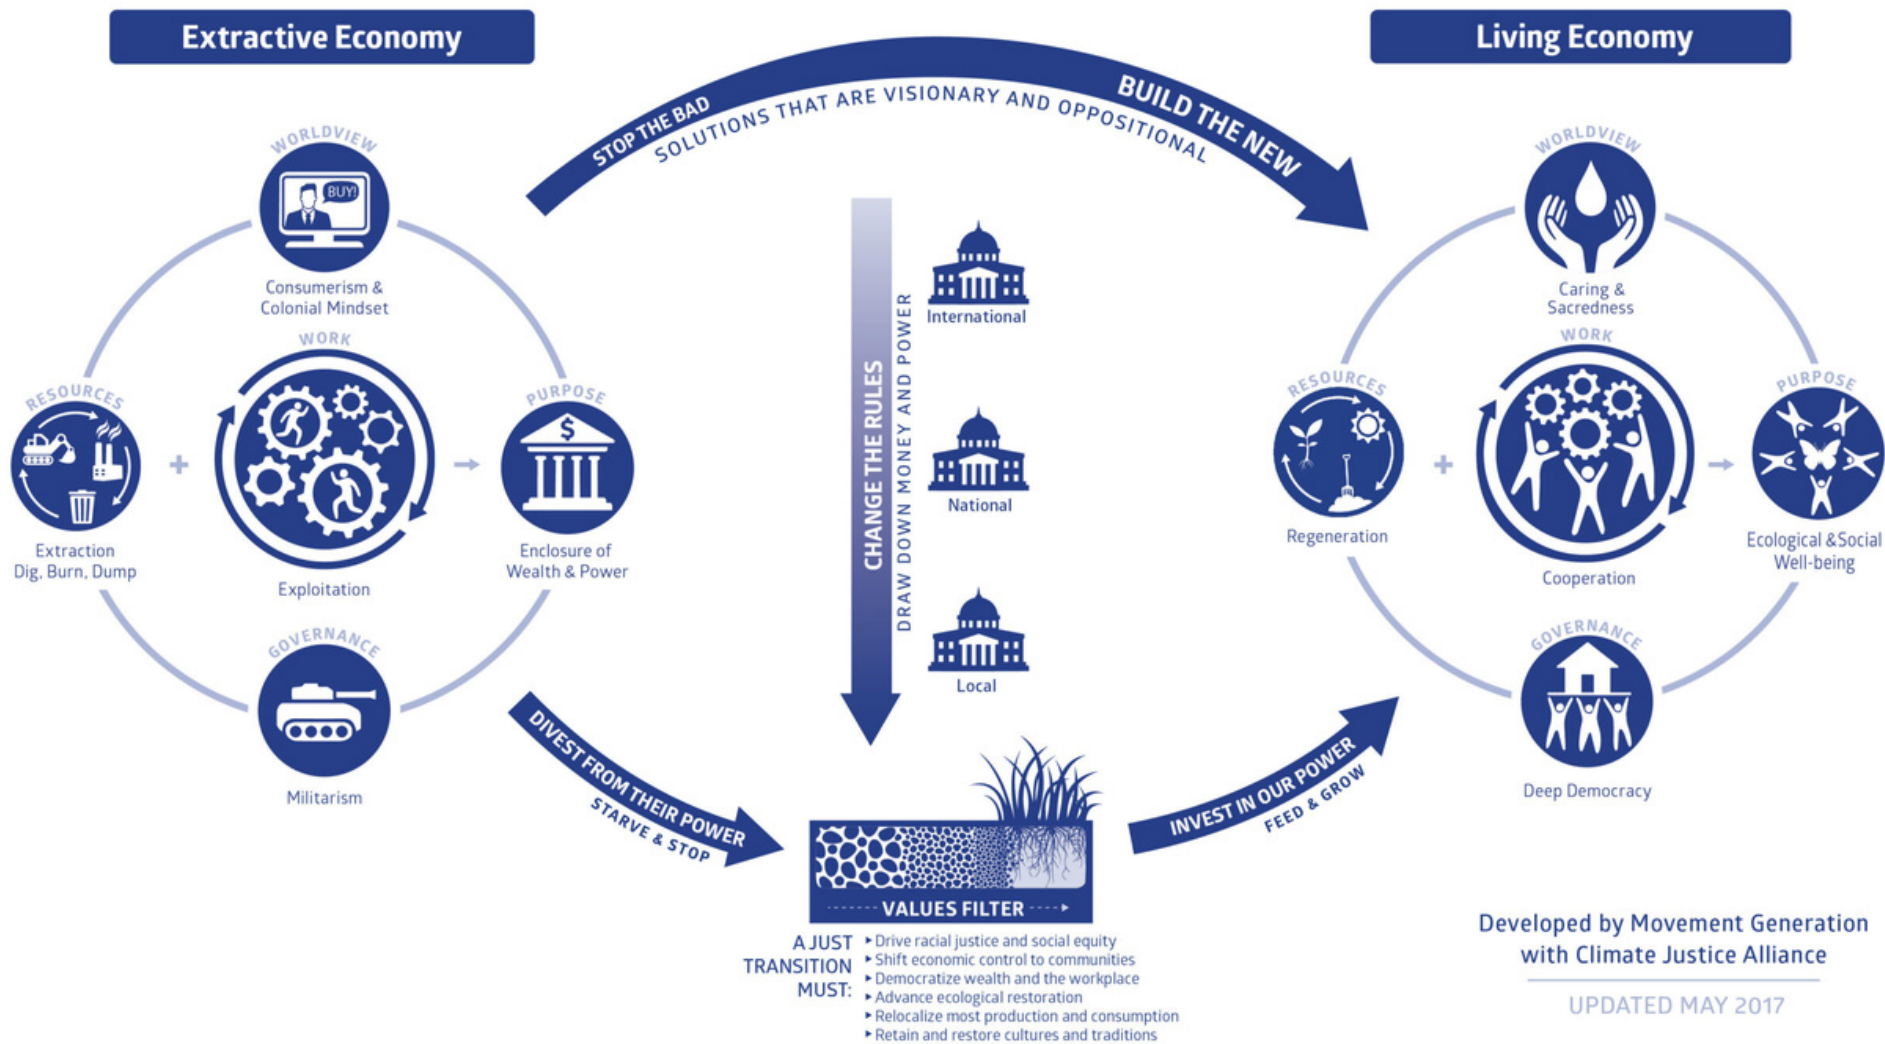 Extractive Economy
WORLDVIEW
BUY!
Consumerism &
Colonial Mindset
WORK
RESOURCES
PURPOSE
$
Extraction
Dig, Burn, Dump
Exploitation
Enclosure of
Wealth & Power
GOVERNANCE
Militarism
STOP THE BAD
BUILD THE NEW
SOLUTIONS THAT ARE VISIONARY AND OPPOSITIONAL
CHANGE THE RULES
DRAW DOWN MONEY AND POWER
International
National
Local
DIVEST FROM THEIR POWER
STARVE & STOP
VALUES FILTER
INVEST IN OUR POWER
FEED & GROW
A JUST
TRANSITION
MUST:
Drive racial justice and social equity
Shift economic control to communities
Democratize wealth and the workplace
Advance ecological restoration
Relocalize most production and consumption
Retain and restore cultures and traditions
Living Economy
WORLDVIEW
Caring &
Sacredness
WORK
RESOURCES
PURPOSE
Regeneration
Cooperation
Ecological & Social
Well-being
GOVERNANCE
Deep Democracy
Developed by Movement Generation
with Climate Justice Alliance
UPDATED MAY 2017